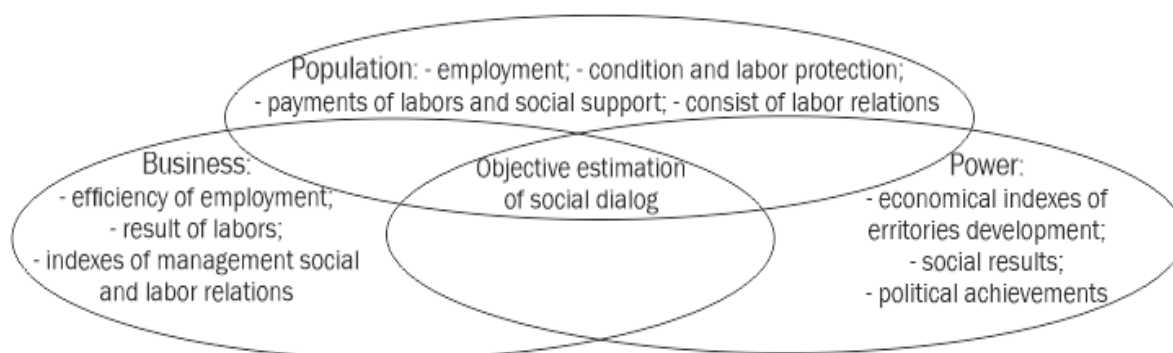 Population: - employment; - condition and labor protection;
- payments of labors and social support; - consist of labor relations
Business:
- efficiency of employment;
- result of labors;
- indexes of management social
and labor relations
Objective estimation
of social dialog
Power:
- economical indexes of
erritories development;
- social results;
- political achievements